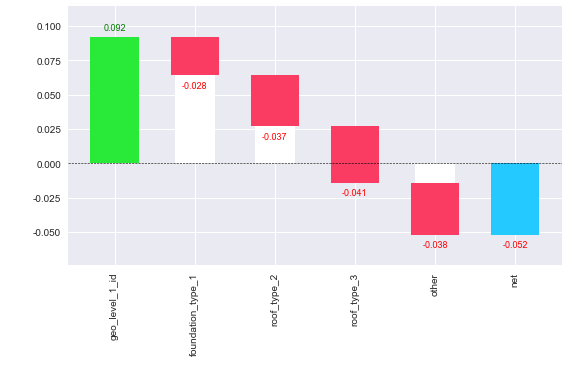 0.100
0.075
0.050
0.025
0.000
-0.025
-0.050
0.092
-0.028
-0.037
-0.041
-0.038
-0.052
geo_level_1_id
foundation_type_1
roof_type_2
roof_type_3
other
net